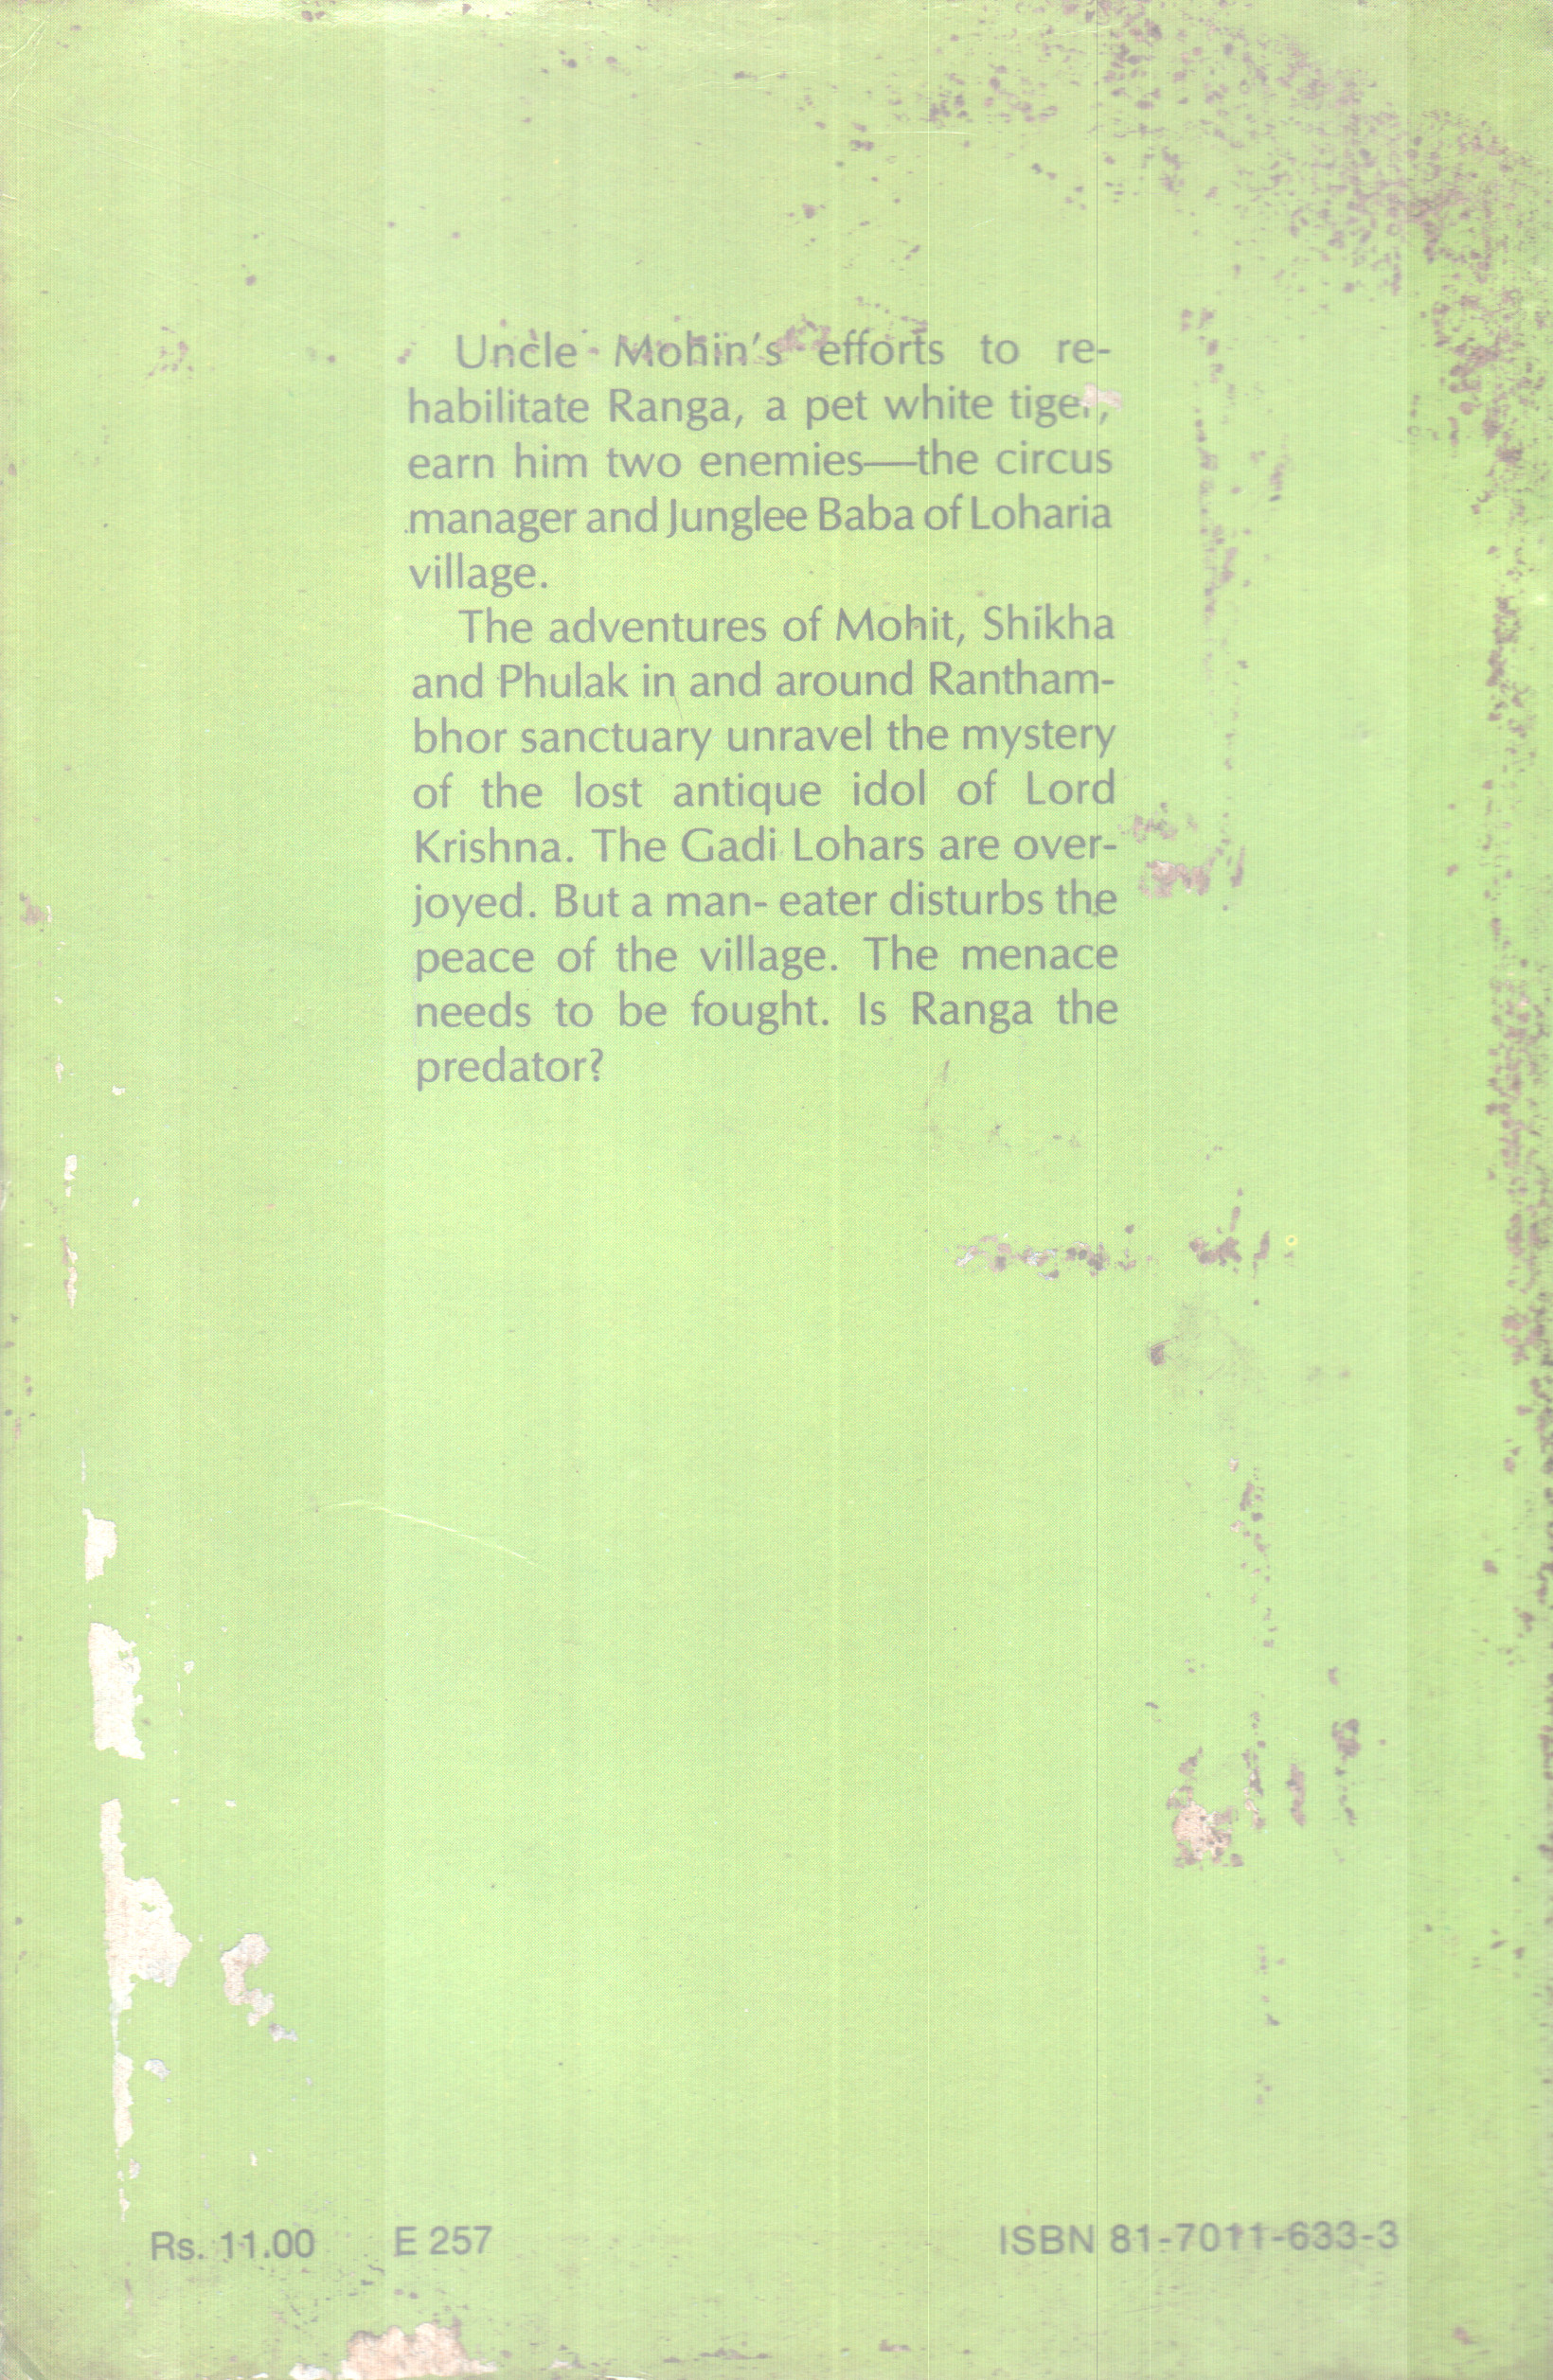 Uncle Mohin's efforts to re-
habilitate Ranga, a pet white tiger,
earn him two enemies—the circus
manager and Junglee Baba of Loharia
village.
The adventures of Mohit, Shikha
and Phulak in and around Rantham-
bhor sanctuary unravel the mystery
of the lost antique idol of Lord
Krishna. The Gadi Lohars are over-
joyed. But a man- eater disturbs the
peace of the village. The menace
needs to be fought. Is Ranga the
predator?
Rs. 11.00 E 257 ISBN 81-7011-633-3